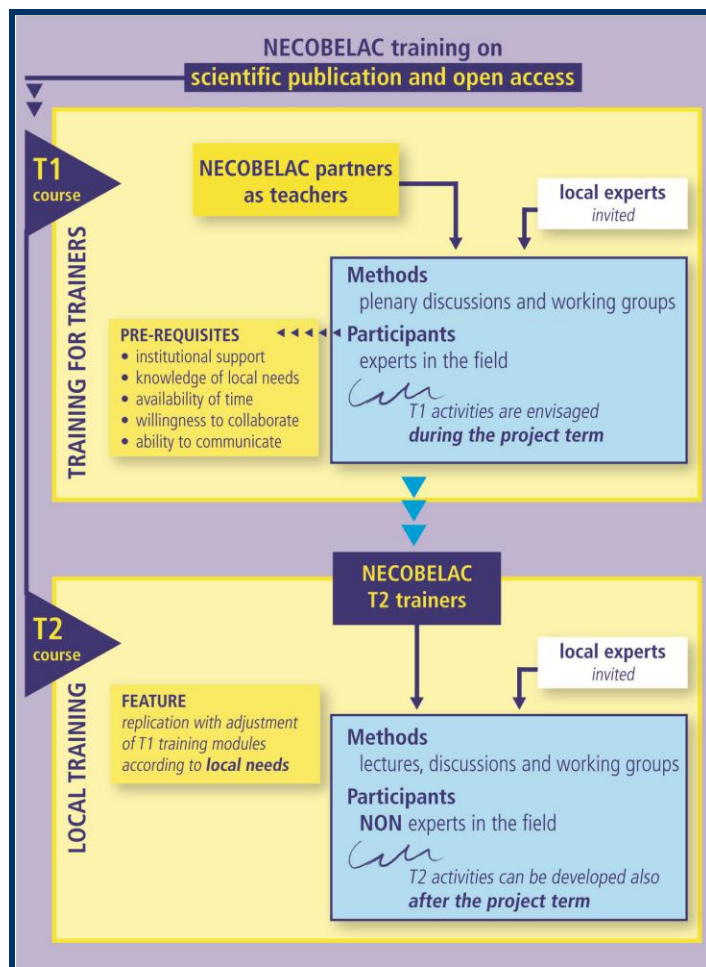 NECOBELAC training on
scientific publication and open access
T1
course
TRAINING FOR TRAINERS
NECOBELAC partners
as teachers
local experts
invited
Methods
plenary discussions and working groups
Participants
experts in the field
T1 activities are envisaged
during the project term
PRE-REQUISITES
• institutional support
• knowledge of local needs
• availability of time
• willingness to collaborate
• ability to communicate
NECOBELAC
T2 trainers
T2
course
LOCAL TRAINING
local experts
invited
FEATURE
replication with adjustment
of T1 training modules
according to local needs
Methods
lectures, discussions and working groups
Participants
NON experts in the field
T2 activities can be developed also
after the project term